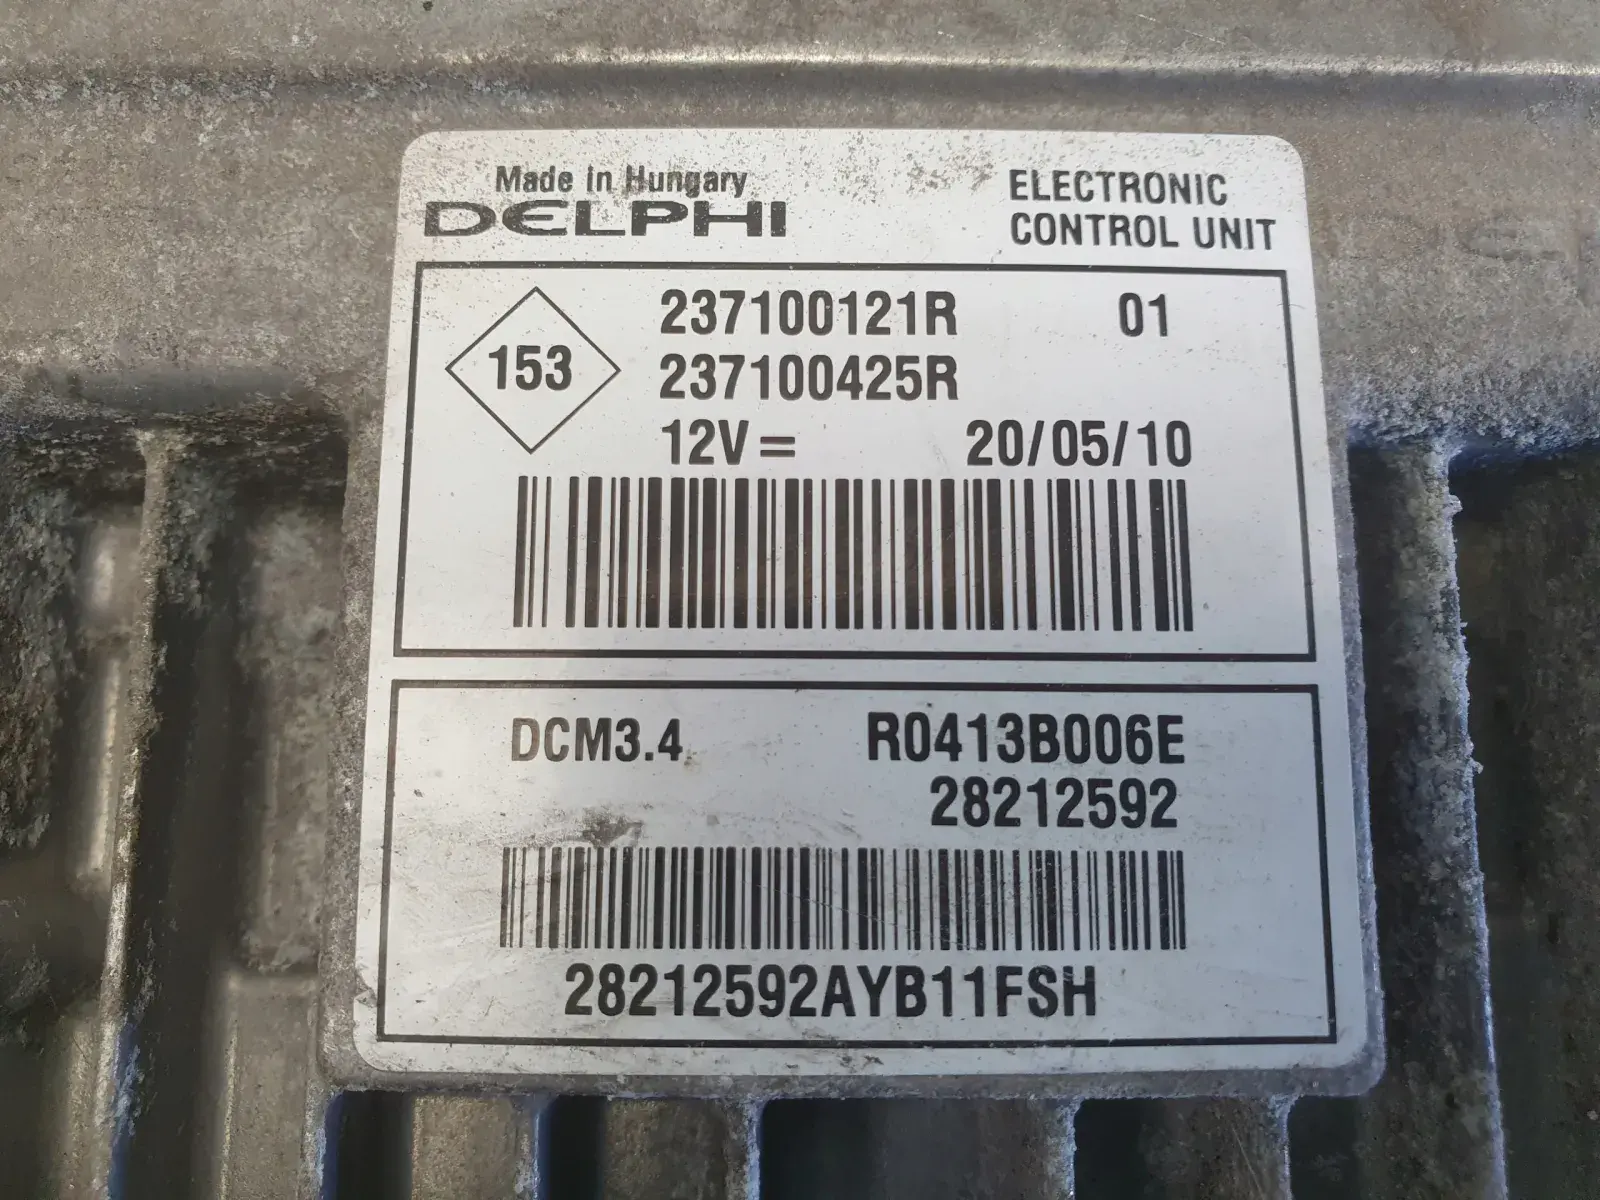 Made in Hungary
DELPHI
ELECTRONIC
CONTROL UNIT
153
237100121R 01
237100425R
12V= 20/05/10
DCM3.4 R0413B006E
28212592
28212592AYB11FSH